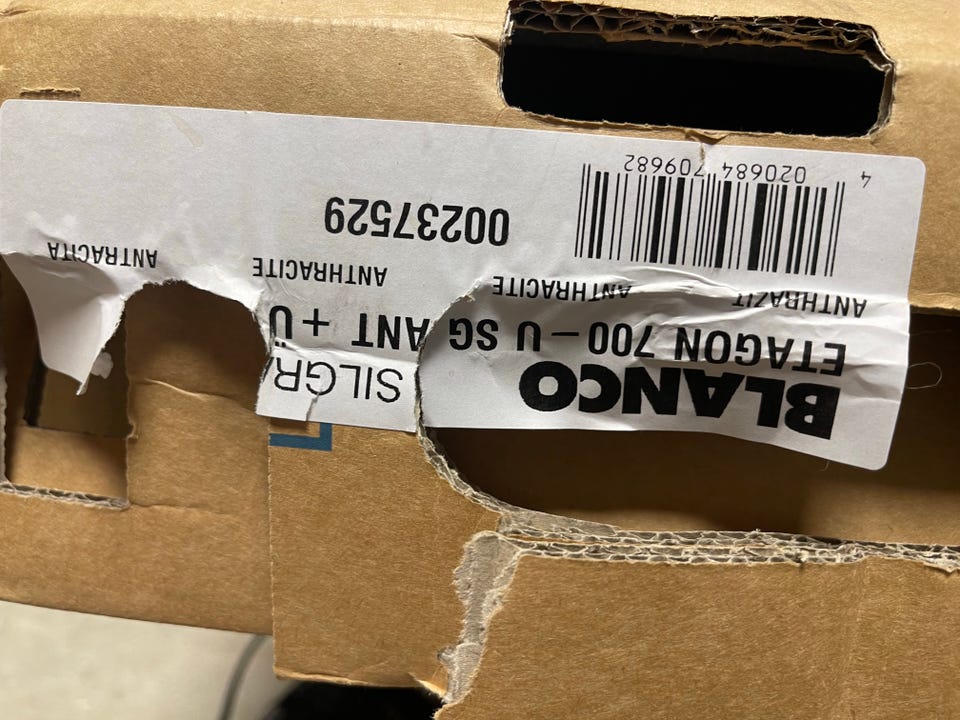 BLANCO
SILGR
ETAGON 700 – U SG ANT + Ü
ANTHRAZIT ANTHRACITE ANTHRACITE ANTRACITA
00237529
4 020684 709682